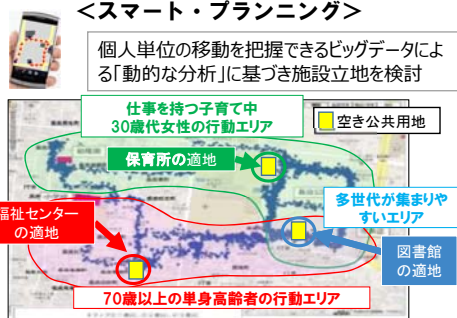 ＜スマート・プランニング＞
個人単位の移動を把握できるビッグデータによ
る「動的な分析」に基づき施設立地を検討
仕事を持つ子育て中
30歳代女性の行動エリア
空き公共用地
保育所の適地
多世代が集まりや
すいエリア
福祉センター
の適地
図書館
の適地
70歳以上の単身高齢者の行動エリア